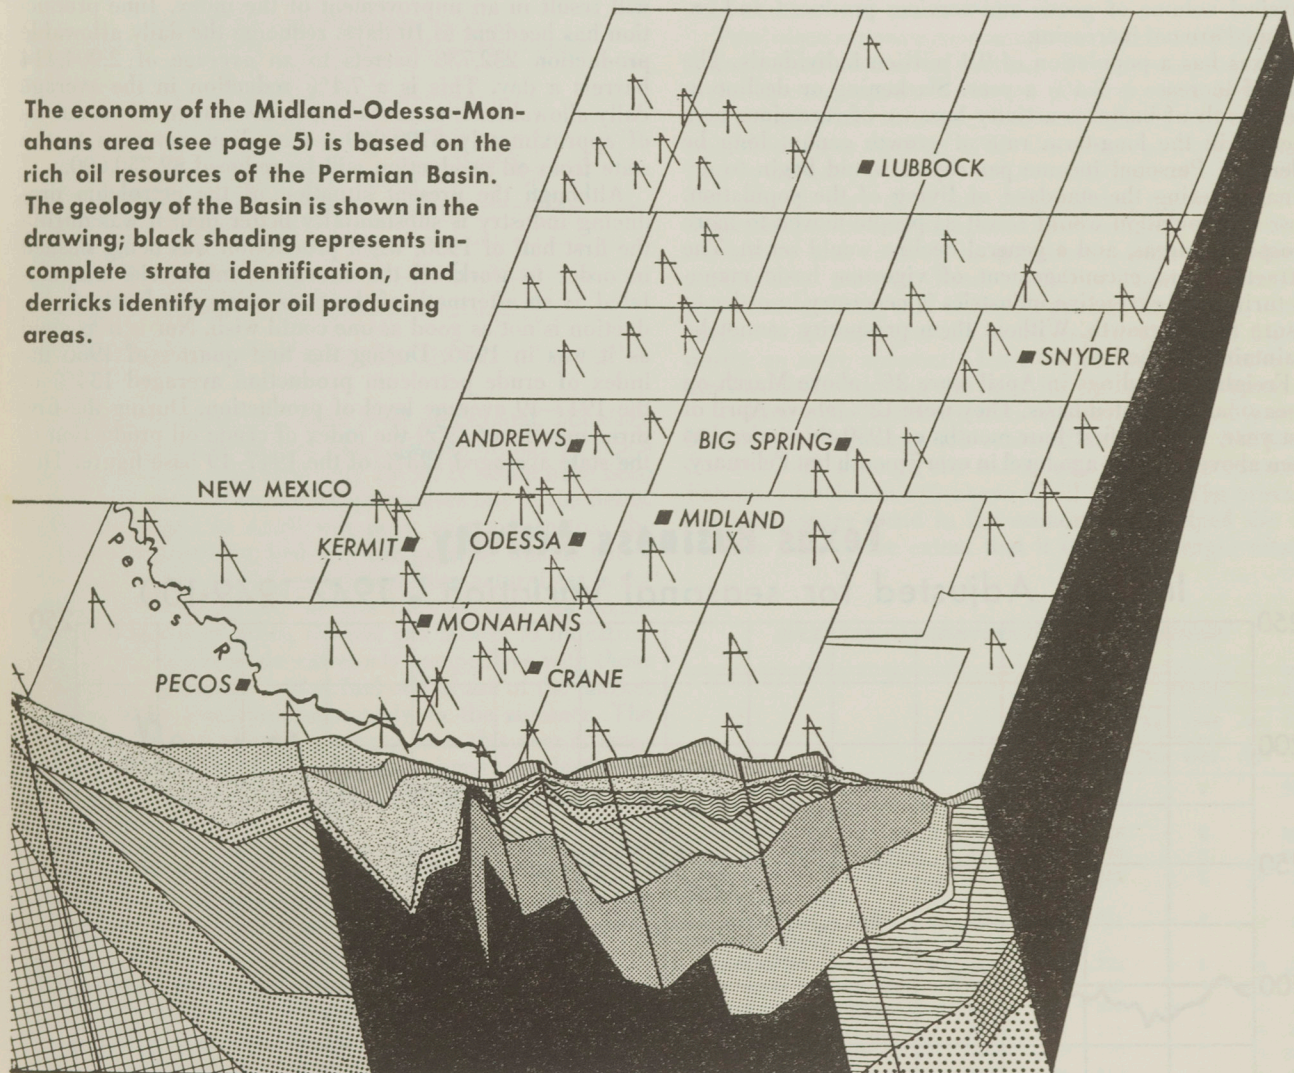 The economy of the Midland-Odessa-Mon-
ahans area (see page 5) is based on the
rich oil resources of the Permian Basin.
The geology of the Basin is shown in the
drawing; black shading represents in-
complete strata identification, and
derricks identify major oil producing
areas.
LUBBOCK
SNYDER
ANDREWS
BIG SPRING
NEW MEXICO
MIDLAND
KERMIT
ODESSA
Pecos R
MONAHANS
CRANE
PECOS